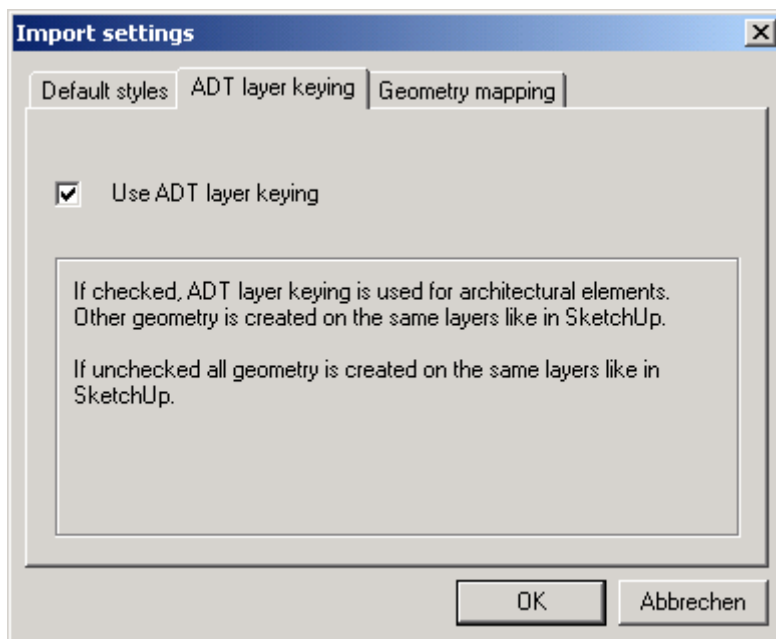 Import settings
Default styles
ADT layer keying
Geometry mapping
Use ADT layer keying
If checked, ADT layer keying is used for architectural elements.
Other geometry is created on the same layers like in SketchUp.
If unchecked all geometry is created on the same layers like in
SketchUp.
OK
Abbrechen